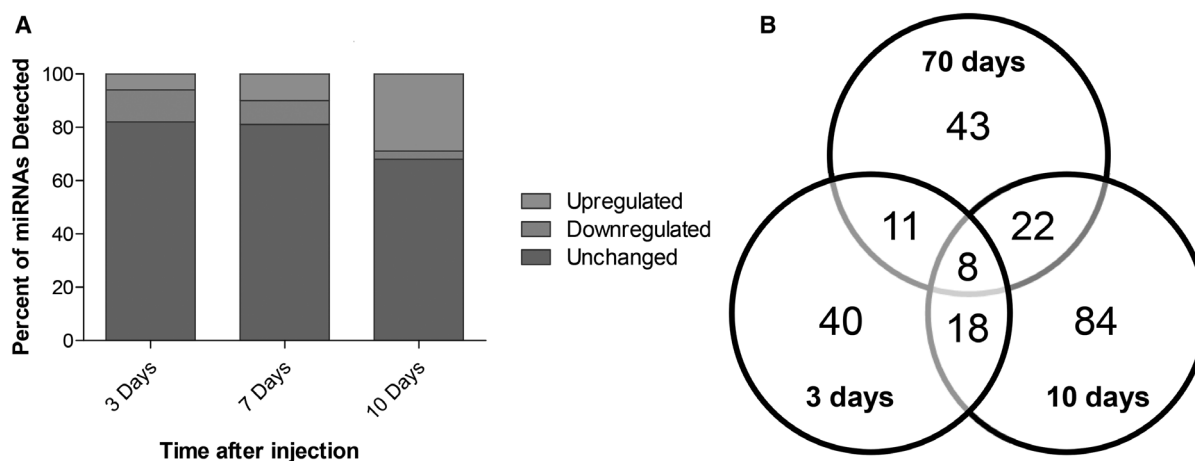 A
Percent of miRNAs Detected
100
80
60
40
20
0
3 Days
7 Days
10 Days
Time after injection
Upregulated
Downregulated
Unchanged
B
70 days
43
11
22
8
40
18
84
3 days
10 days